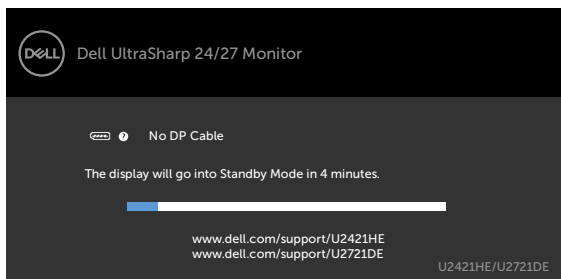 DELL
Dell UltraSharp 24/27 Monitor
? No DP Cable
The display will go into Standby Mode in 4 minutes.
www.dell.com/support/U2421HE
www.dell.com/support/U2721DE
U2421HE/U2721DE